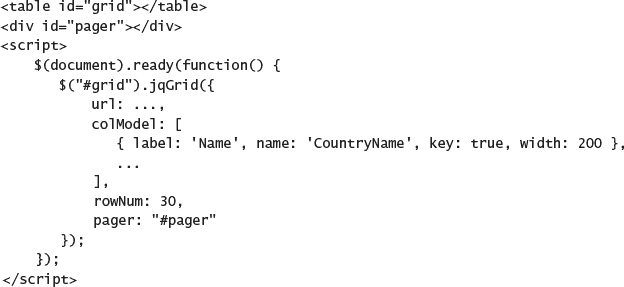 <table id="grid"></table>
<div id="pager"></div>
<script>
    $(document).ready(function() {
       $("#grid").jqGrid({
           url: ...,
           colModel: [
              { label: 'Name', name: 'CountryName', key: true, width: 200 },
              ...
           ],
           rowNum: 30,
           pager: "#pager"
       });
    });
</script>